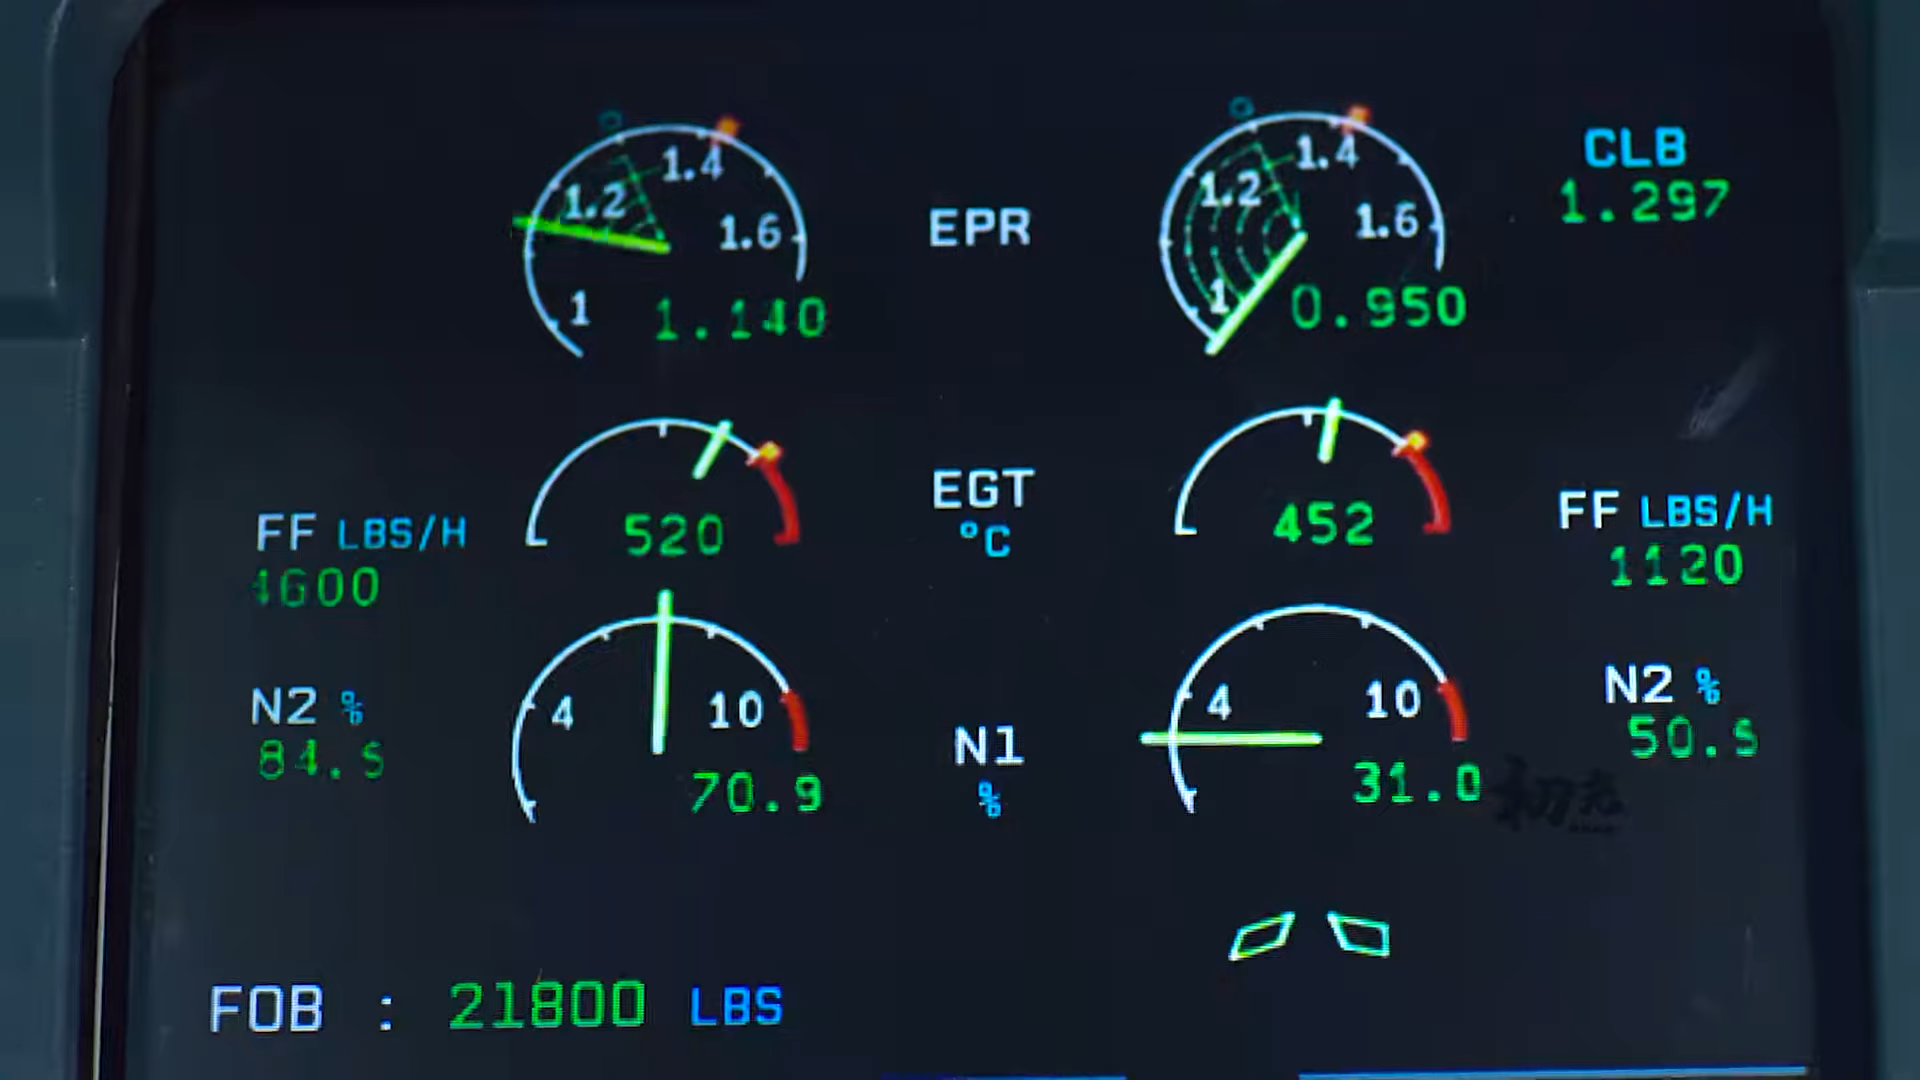 CLB
1.297
1.2 1.4 1.6 1
1.140
EPR
1.2 1.4 1.6 1
0.950
FF LBS/H
4600
520
EGT
°C
452
FF LBS/H
1120
N2 %
84.5
4 10
70.9
N1
%
4 10
31.0
N2 %
50.5
FOB : 21800 LBS